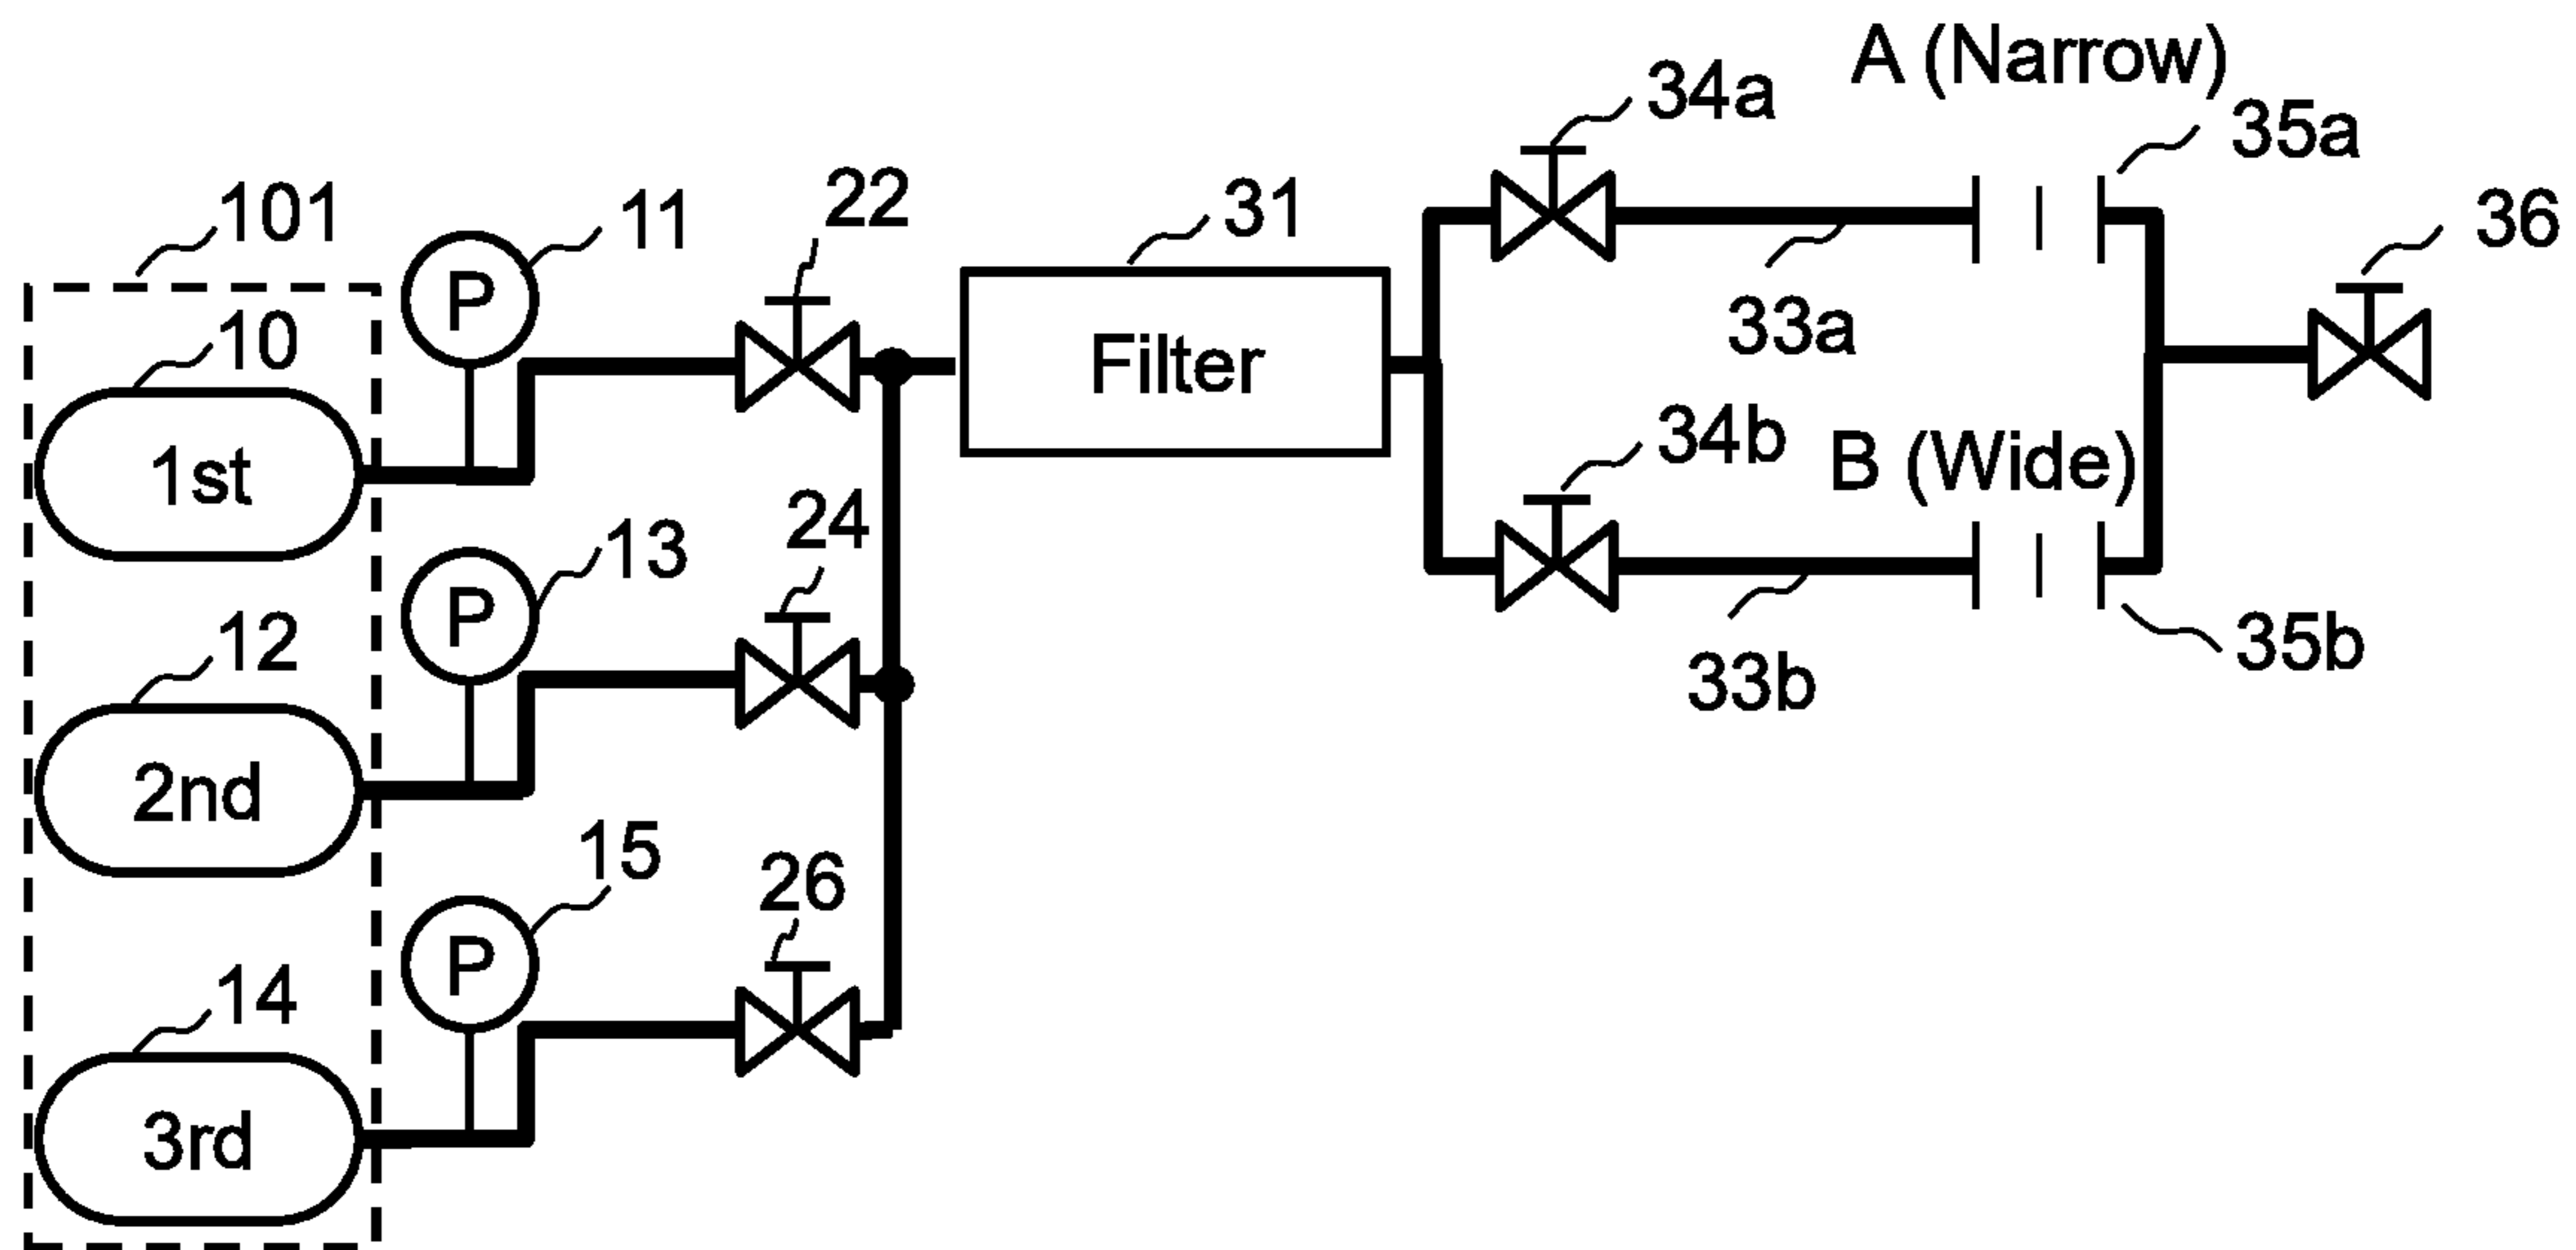 A (Narrow)
34a
35a
101
11
22
31
36
P
10
33a
Filter
1st
34b
B (Wide)
13
24
P
12
35b
33b
2nd
15
26
P
14
3rd